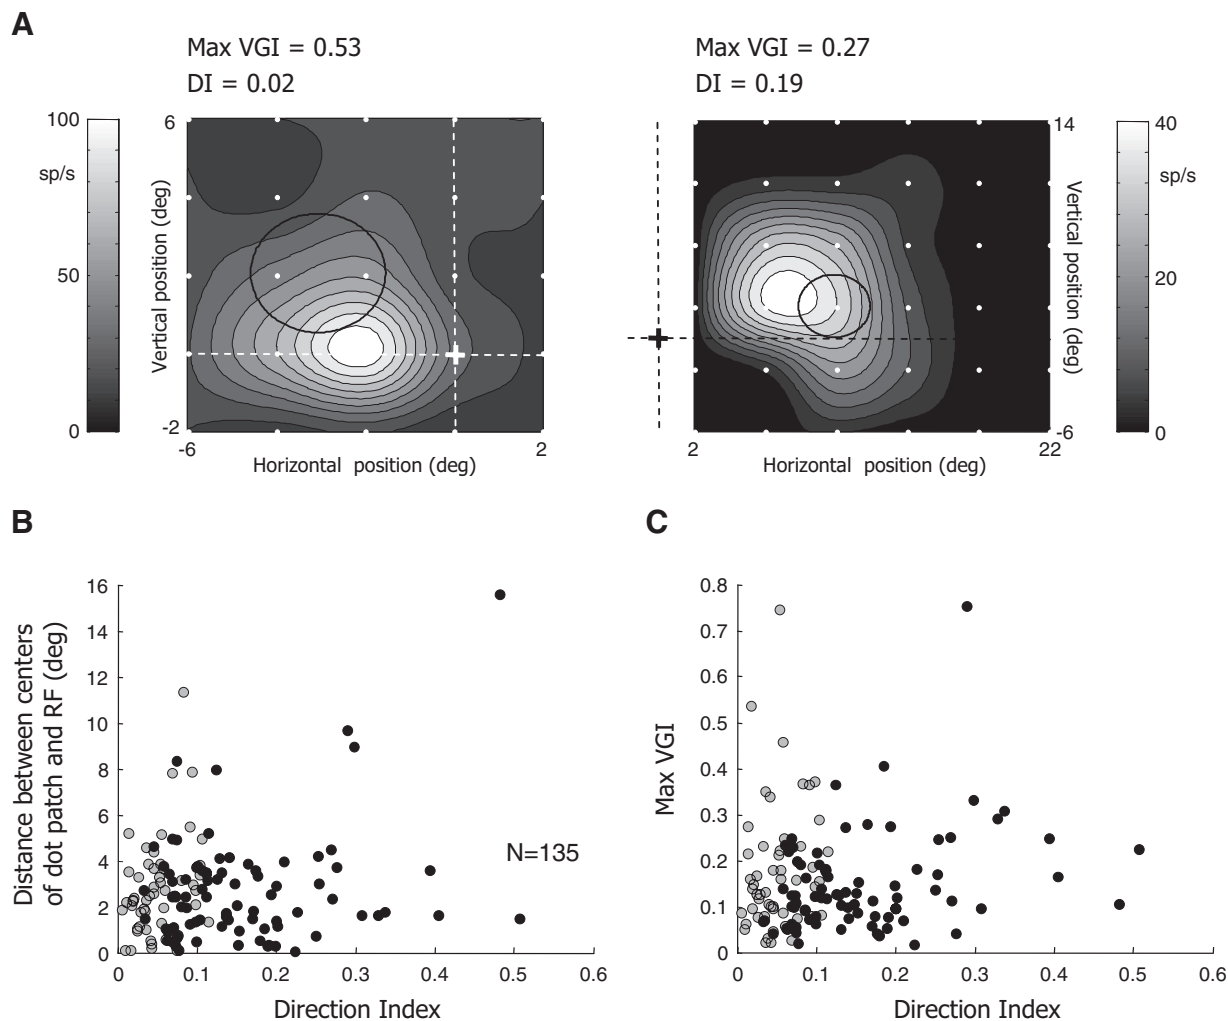 A
Max VGI = 0.53
DI = 0.02
Max VGI = 0.27
DI = 0.19
100
sp/s
50
0
6
Vertical position (deg)
-2
-6
2
Horizontal position (deg)
14
Vertical position (deg)
-6
2
22
Horizontal position (deg)
40
sp/s
20
0
B
16
14
12
10
8
6
4
2
0
Distance between centers
of dot patch and RF (deg)
N=135
0
0.1
0.2
0.3
0.4
0.5
0.6
Direction Index
C
0.8
0.7
0.6
0.5
0.4
0.3
0.2
0.1
0
Max VGI
0
0.1
0.2
0.3
0.4
0.5
0.6
Direction Index